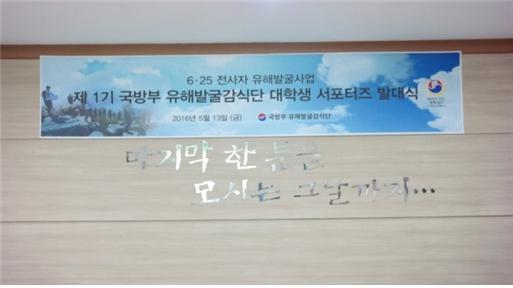 6·25 전사자 유해발굴사업
제 1기 국방부 유해발굴감식단 대학생 서포터즈 발대식
2016년 5월 13일 (금) 국방부 유해발굴감식단
마지막 한 분을
모시는 그날까지...